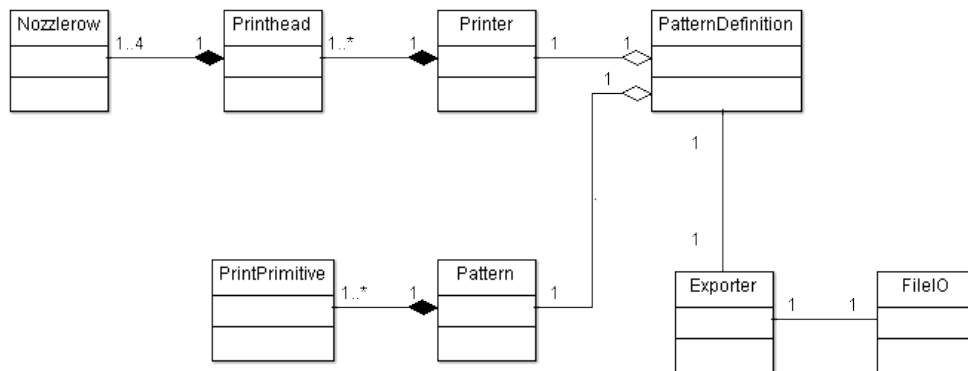 Nozzlerow
Printhead
Printer
PatternDefinition
1..4
1
1..*
1
1
1
1
1
PrintPrimitive
Pattern
1
Exporter
FileIO
1..*
1
1
1
1